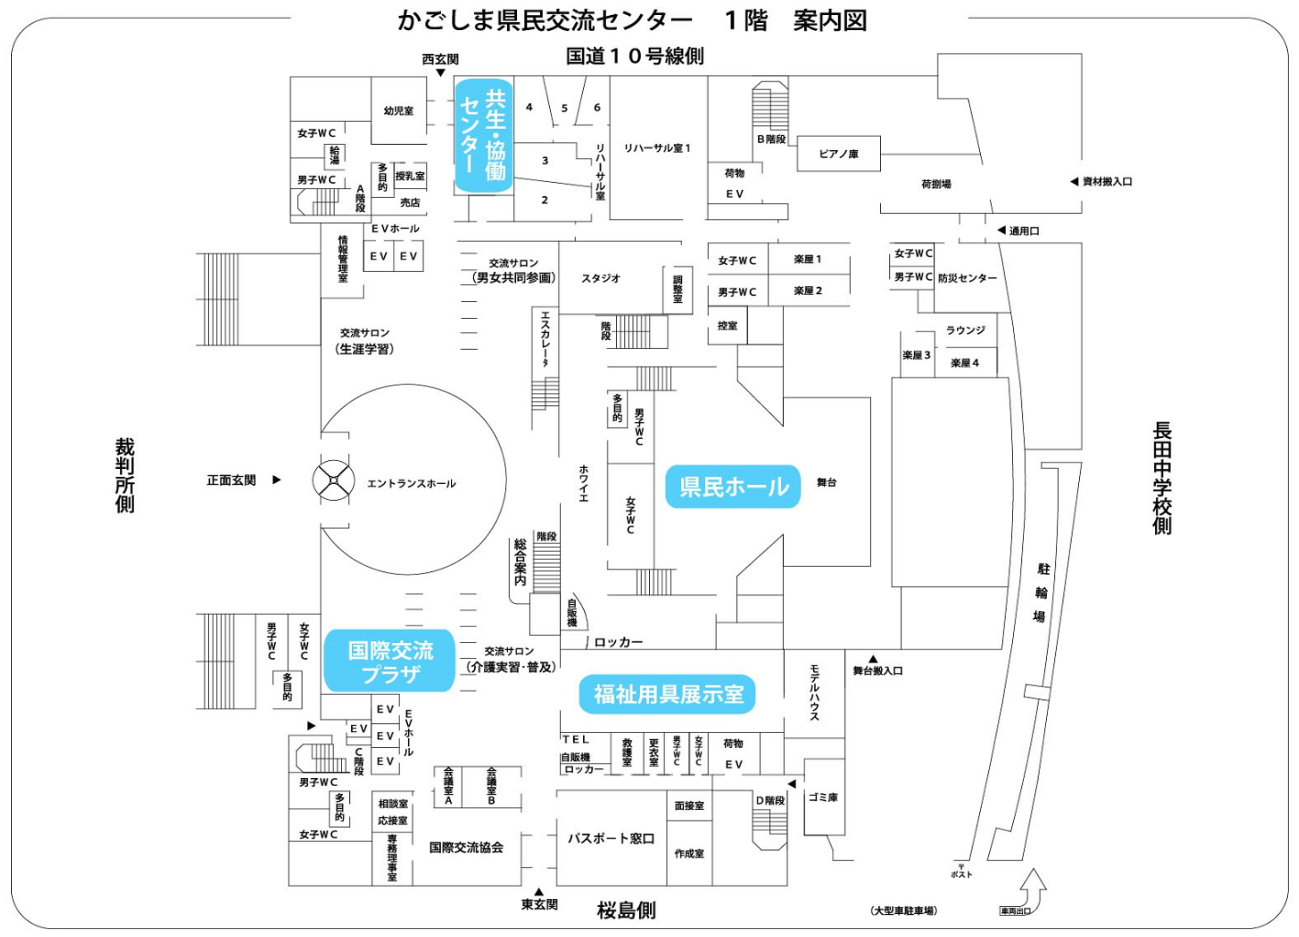 かごしま県民交流センター　１階　案内図
国道１０号線側
西玄関
幼児室
女子WC
給湯
男子WC
A階段
多目的
授乳室
売店
共生・協働
センター
4
5
6
3
2
リハーサル室
リハーサル室１
B階段
荷物
EV
ピアノ庫
荷捌場
資材搬入口
通用口
EVホール
EV
EV
情報管理室
交流サロン
（男女共同参画）
スタジオ
調整室
女子WC
楽屋１
男子WC
楽屋２
控室
女子WC
男子WC
防災センター
ラウンジ
楽屋３
楽屋４
交流サロン
（生涯学習）
エスカレータ
階段
多目的
男子WC
女子WC
ホワイエ
県民ホール
舞台
裁判所側
正面玄関
エントランスホール
長田中学校側
駐輪場
総合案内
階段
自販機
ロッカー
男子WC
女子WC
多目的
国際交流
プラザ
交流サロン
（介護実習・普及）
福祉用具展示室
モデルハウス
舞台搬入口
EV
EV
EV
EV
EVホール
C階段
男子WC
多目的
女子WC
TEL
自販機
ロッカー
救護室
更衣室
男子WC
女子WC
荷物
EV
会議室A
会議室B
相談室
応接室
専務理事室
国際交流協会
パスポート窓口
面接室
作成室
D階段
ゴミ庫
東玄関
桜島側
（大型車駐車場）
〒
ポスト
車両出口